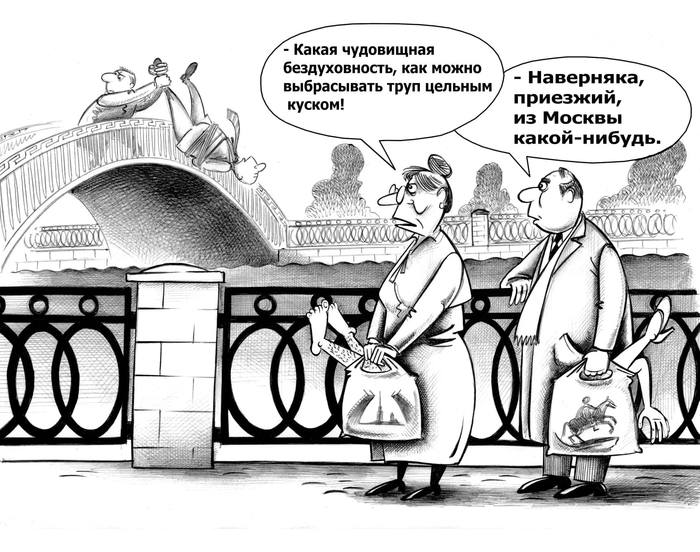 - Какая чудовищная
бездуховность, как можно
выбрасывать труп цельным
куском!
- Наверняка,
приезжий,
из Москвы
какой-нибудь.